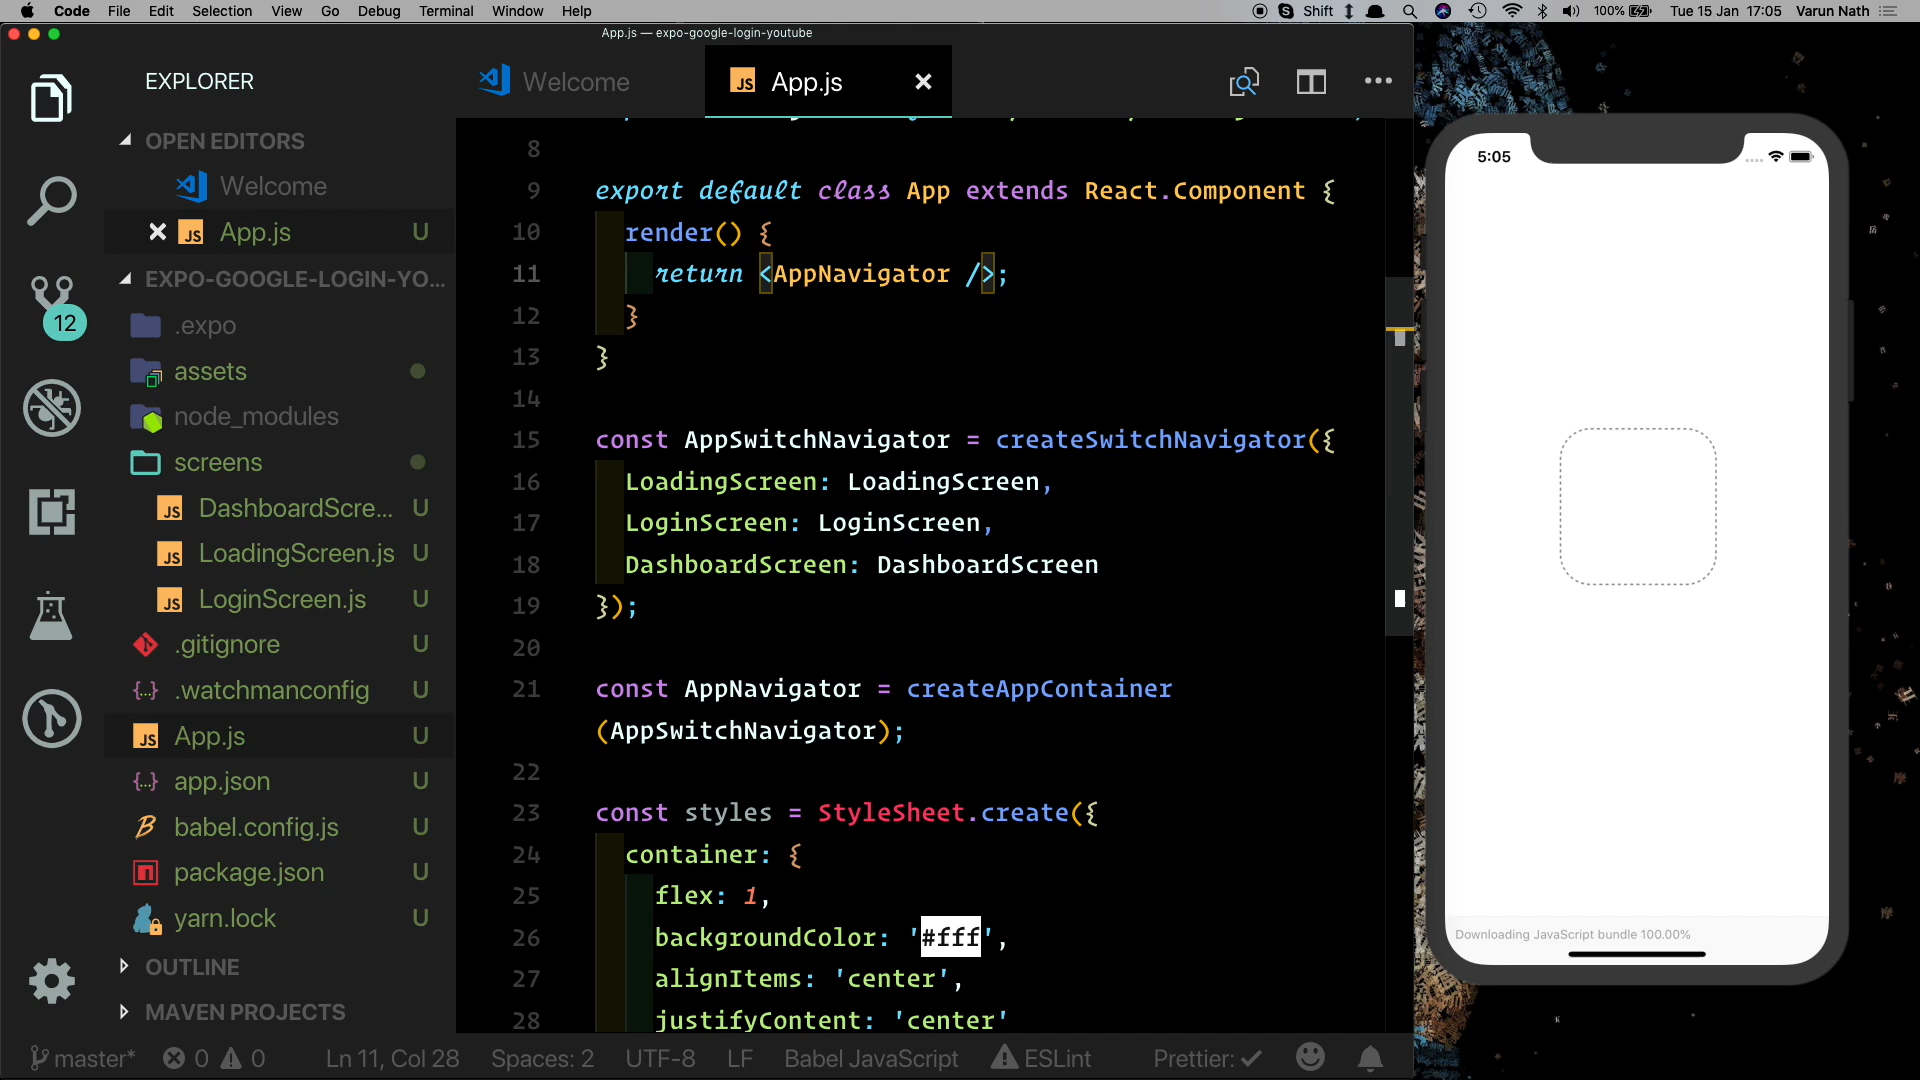 Code File Edit Selection View Go Debug Terminal Window Help
Shift 100% Tue 15 Jan 17:05 Varun Nath
App.js — expo-google-login-youtube
EXPLORER
Welcome
App.js
OPEN EDITORS
Welcome
App.js U
EXPO-GOOGLE-LOGIN-YO...
12
.expo
assets
node_modules
screens
DashboardScre... U
LoadingScreen.js U
LoginScreen.js U
.gitignore U
.watchmanconfig U
App.js U
app.json U
babel.config.js U
package.json U
yarn.lock U
OUTLINE
MAVEN PROJECTS
8
9 export default class App extends React.Component {
10 render() {
11 return <AppNavigator />;
12 }
13 }
14
15 const AppSwitchNavigator = createSwitchNavigator({
16 LoadingScreen: LoadingScreen,
17 LoginScreen: LoginScreen,
18 DashboardScreen: DashboardScreen
19 });
20
21 const AppNavigator = createAppContainer
(AppSwitchNavigator);
22
23 const styles = StyleSheet.create({
24 container: {
25 flex: 1,
26 backgroundColor: '#fff',
27 alignItems: 'center',
28 justifyContent: 'center'
master* 0 0 Ln 11, Col 28 Spaces: 2 UTF-8 LF Babel JavaScript ESLint Prettier: ✓
5:05
Downloading JavaScript bundle 100.00%